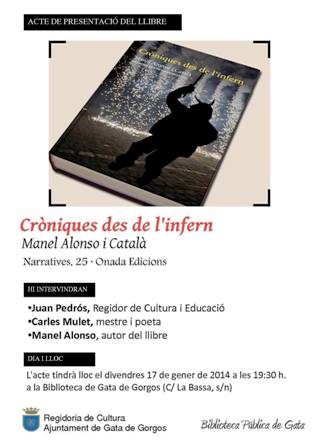 ACTE DE PRESENTACIÓ DEL LLIBRE
Cròniques des de l'infern
Manel Alonso i Català
Cròniques des de l'infern
Manel Alonso i Català
Narratives, 25 · Onada Edicions
HI INTERVINDRAN
•Juan Pedrós, Regidor de Cultura i Educació
•Carles Mulet, mestre i poeta
•Manel Alonso, autor del llibre
DIA I LLOC
L'acte tindrà lloc el divendres 17 de gener de 2014 a les 19:30 h.
a la Biblioteca de Gata de Gorgos (C/ La Bassa, s/n)
Regidoria de Cultura
Ajuntament de Gata de Gorgos
Biblioteca Pública de Gata